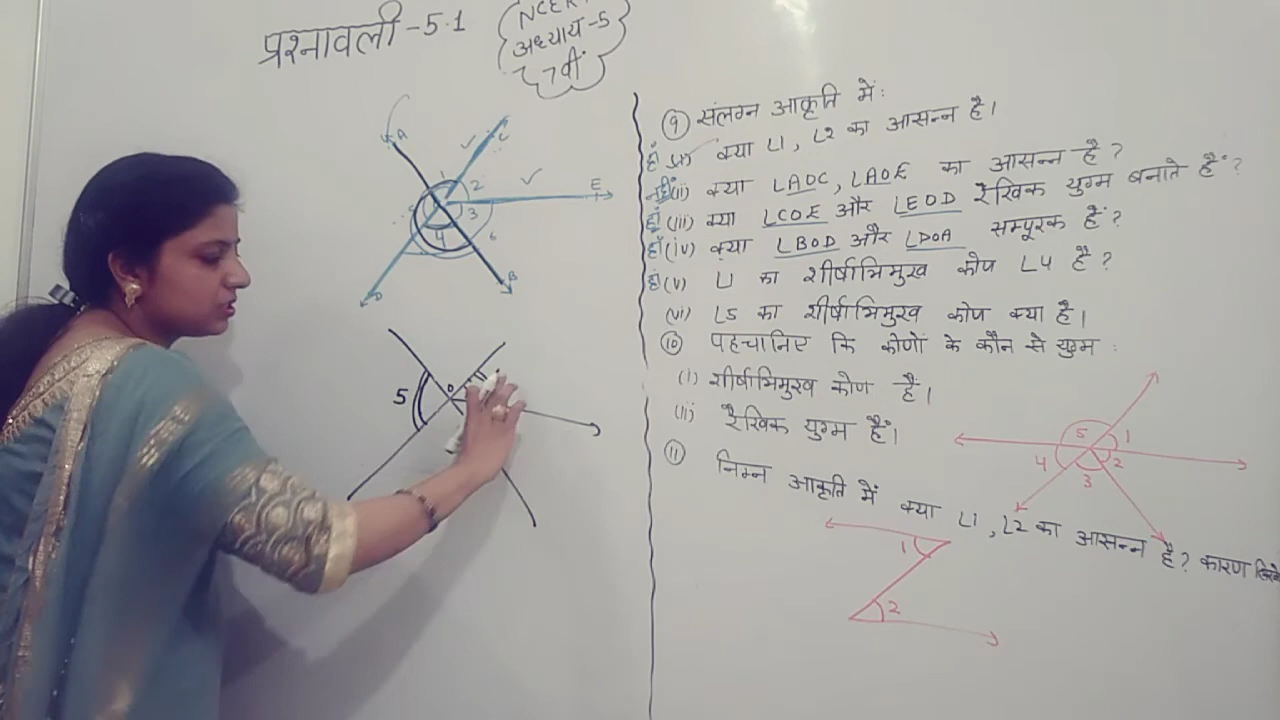 प्रश्नावली-5.1
NCER
अध्याय-5
7वीं
A
C
1
2
E
3
5
4
6
D
B
5
O
⑨ संलग्न आकृति में:
हाँ (i) क्या ∠1, ∠2 का आसन्न है।
नहीं (ii) क्या ∠AOC, ∠AOE का आसन्न है?
हाँ (iii) क्या ∠COE और ∠EOD रैखिक युग्म बनाते हैं?
हाँ (iv) क्या ∠BOD और ∠DOA सम्पूरक हैं?
हां (v) ∠1 का शीर्षाभिमुख कोण ∠4 है?
(vi) ∠5 का शीर्षाभिमुख कोण क्या है।
⑩ पहचानिए कि कोणों के कौन से युग्म :
(i) शीर्षाभिमुख कोण हैं।
(ii) रैखिक युग्म हैं।
5
1
4
2
3
⑪ निम्न आकृति में क्या ∠1, ∠2 का आसन्न है? कारण
1
2